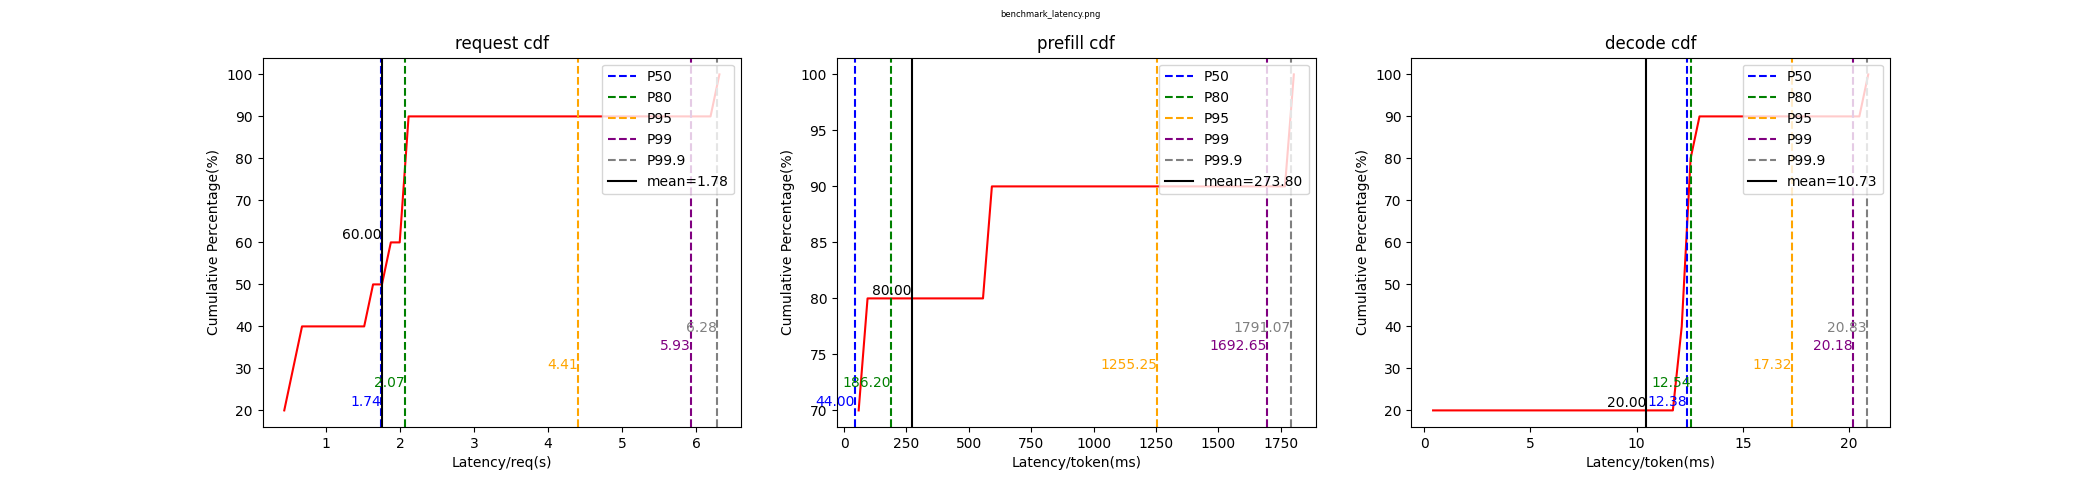 benchmark_latency.png
request cdf
100
90
80
70
60
50
40
30
20
Cumulative Percentage(%)
1
2
3
4
5
6
Latency/req(s)
P50
P80
P95
P99
P99.9
mean=1.78
60.00
6.28
5.93
4.41
2.07
1.74
prefill cdf
100
95
90
85
80
75
70
Cumulative Percentage(%)
0
250
500
750
1000
1250
1500
1750
Latency/token(ms)
P50
P80
P95
P99
P99.9
mean=273.80
80.00
1791.07
1692.65
1255.25
186.20
44.00
decode cdf
100
90
80
70
60
50
40
30
20
Cumulative Percentage(%)
0
5
10
15
20
Latency/token(ms)
P50
P80
P95
P99
P99.9
mean=10.73
20.83
20.18
17.32
12.54
12.38
20.00